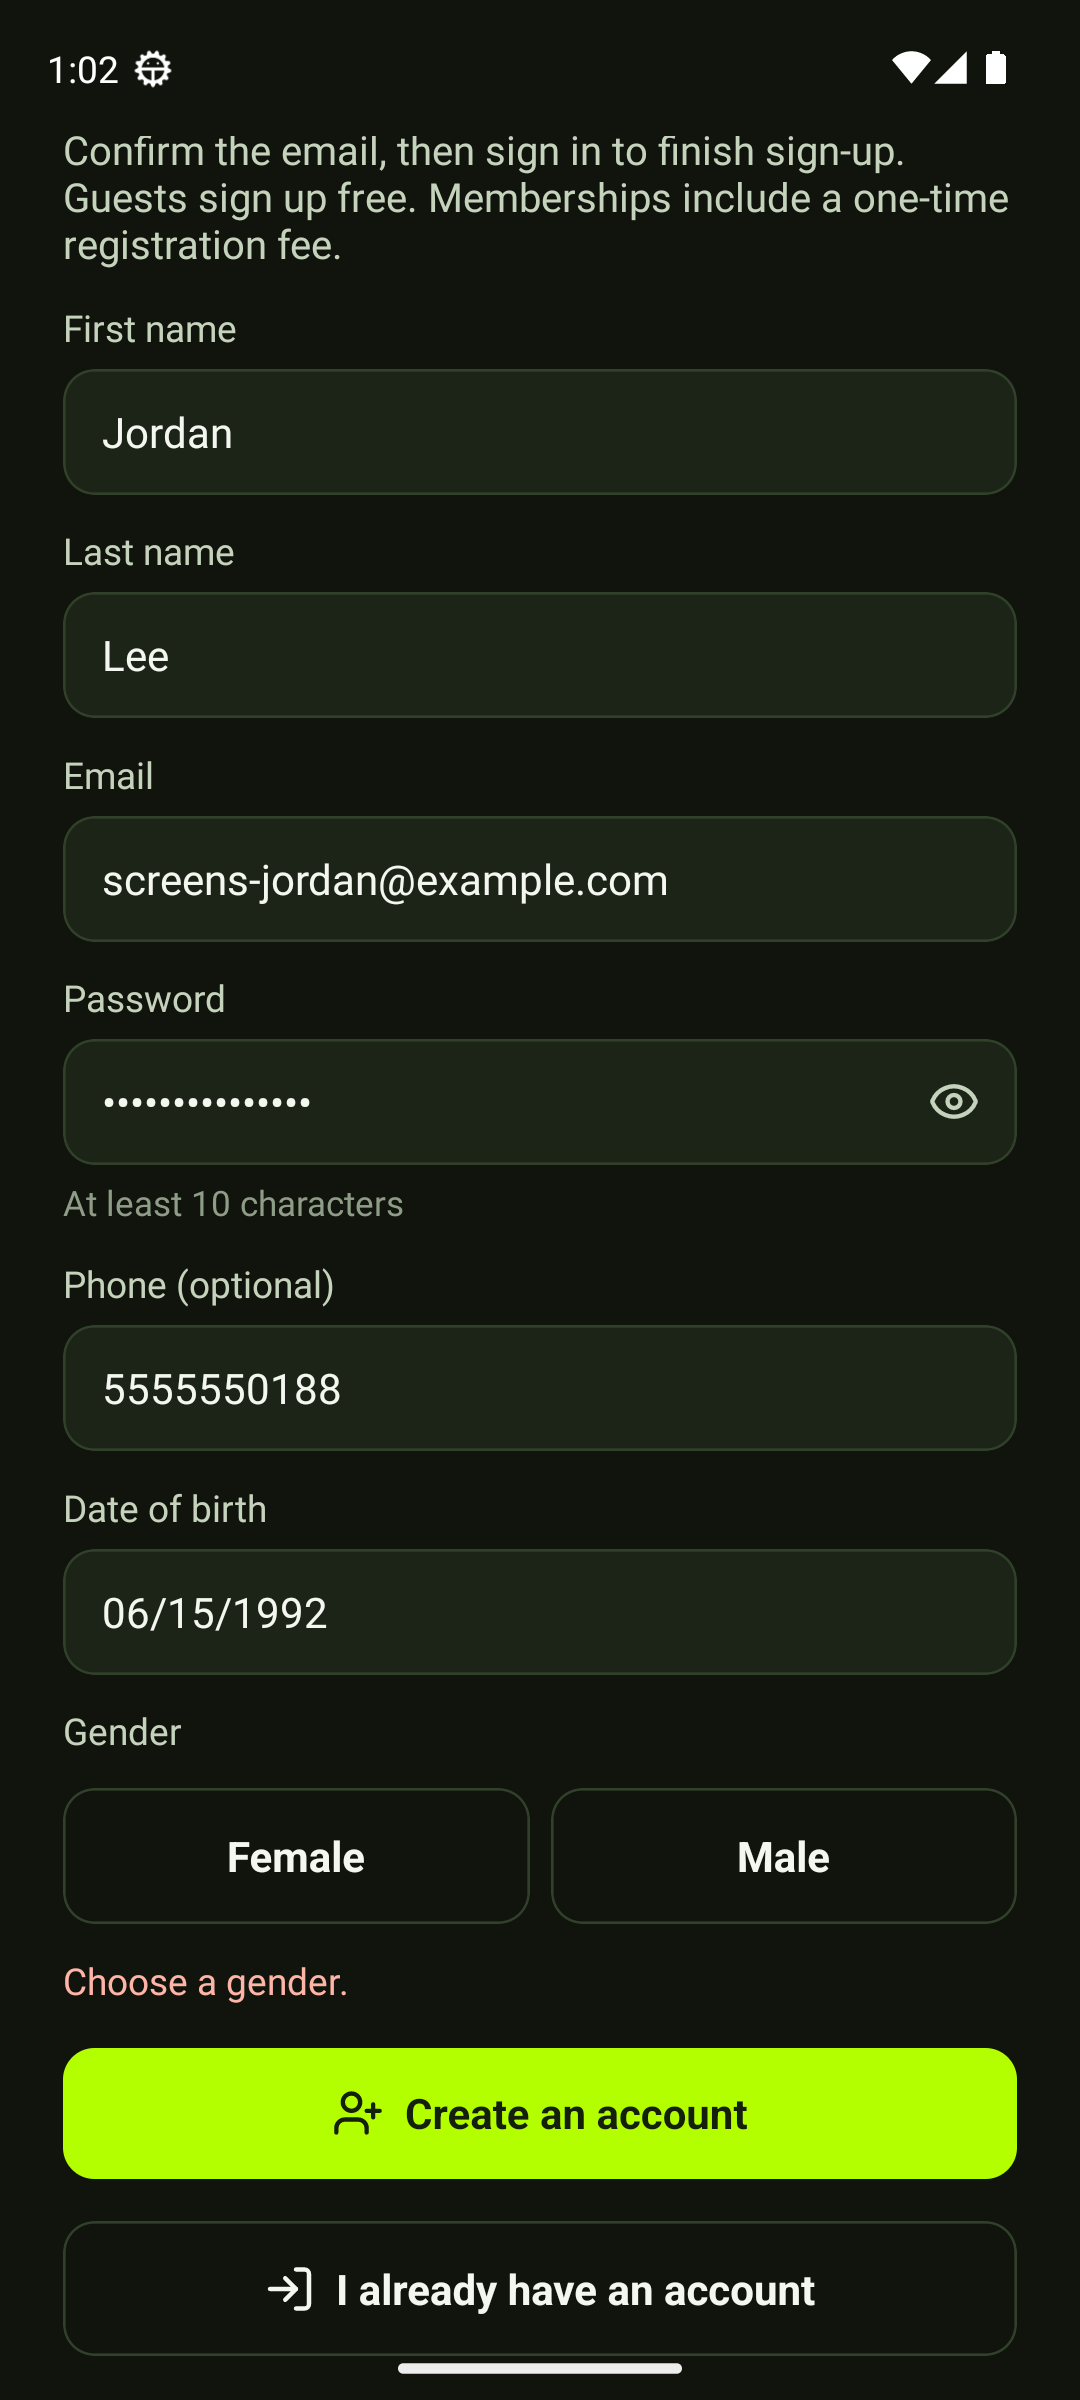 1:02
Confirm the email, then sign in to finish sign-up.
Guests sign up free. Memberships include a one-time
registration fee.
First name
Jordan
Last name
Lee
Email
screens-jordan@example.com
Password
•••••••••••••••
At least 10 characters
Phone (optional)
5555550188
Date of birth
06/15/1992
Gender
Female
Male
Choose a gender.
Create an account
I already have an account